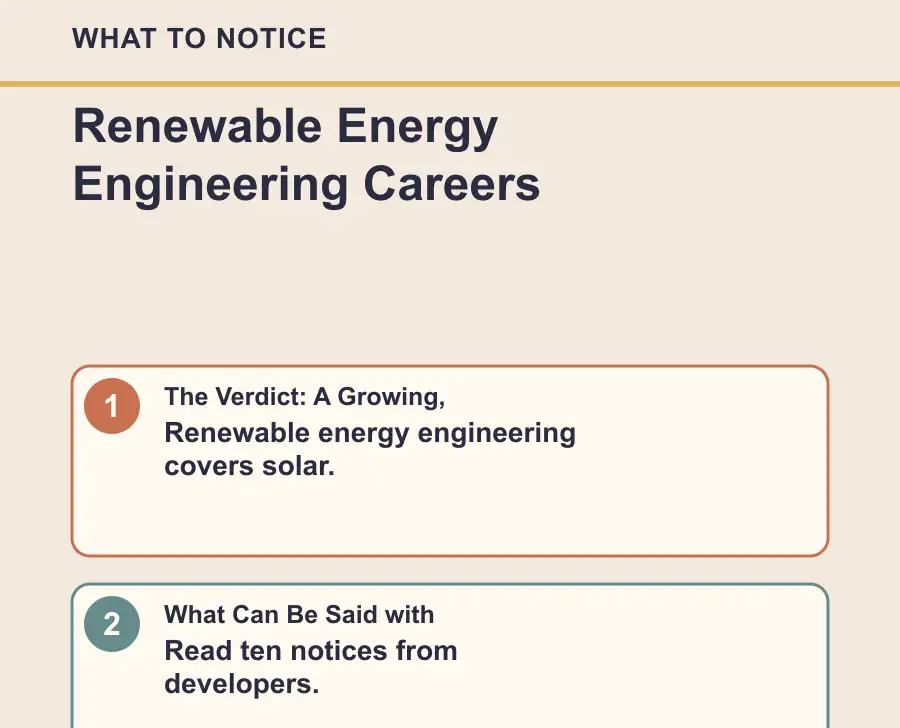 WHAT TO NOTICE
Renewable Energy
Engineering Careers
1
The Verdict: A Growing,
Renewable energy engineering
covers solar.
2
What Can Be Said with
Read ten notices from
developers.